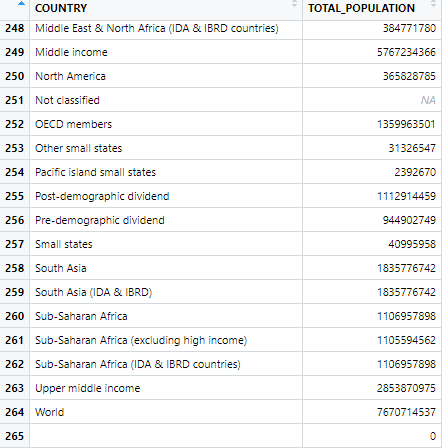 COUNTRY TOTAL_POPULATION
248 Middle East & North Africa (IDA & IBRD countries) 384771780
249 Middle income 5767234366
250 North America 365828785
251 Not classified NA
252 OECD members 1359963501
253 Other small states 31326547
254 Pacific island small states 2392670
255 Post-demographic dividend 1112914459
256 Pre-demographic dividend 944902749
257 Small states 40995958
258 South Asia 1835776742
259 South Asia (IDA & IBRD) 1835776742
260 Sub-Saharan Africa 1106957898
261 Sub-Saharan Africa (excluding high income) 1105594562
262 Sub-Saharan Africa (IDA & IBRD countries) 1106957898
263 Upper middle income 2853870975
264 World 7670714537
265 0